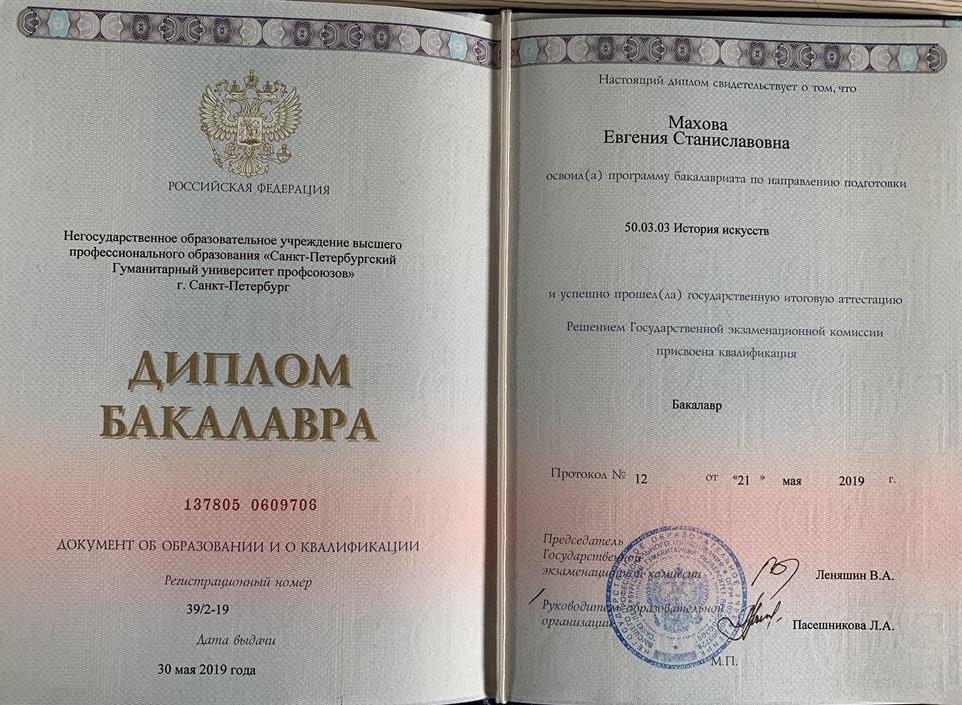 РОССИЙСКАЯ ФЕДЕРАЦИЯ
Негосударственное образовательное учреждение высшего
профессионального образования «Санкт-Петербургский
Гуманитарный университет профсоюзов»
г. Санкт-Петербург
ДИПЛОМ
БАКАЛАВРА
137805 0609706
ДОКУМЕНТ ОБ ОБРАЗОВАНИИ И О КВАЛИФИКАЦИИ
Регистрационный номер
39/2-19
Дата выдачи
30 мая 2019 года
Настоящий диплом свидетельствует о том, что
Махова
Евгения Станиславовна
освоил(а) программу бакалавриата по направлению подготовки
50.03.03 История искусств
и успешно прошел(ла) государственную итоговую аттестацию
Решением Государственной экзаменационной комиссии
присвоена квалификация
Бакалавр
Протокол № 12 от «21» мая 2019 г.
Председатель
Государственной
экзаменационной комиссии
Леняшин В.А.
Руководитель образовательной
организации
Пасешникова Л.А.
М.П.